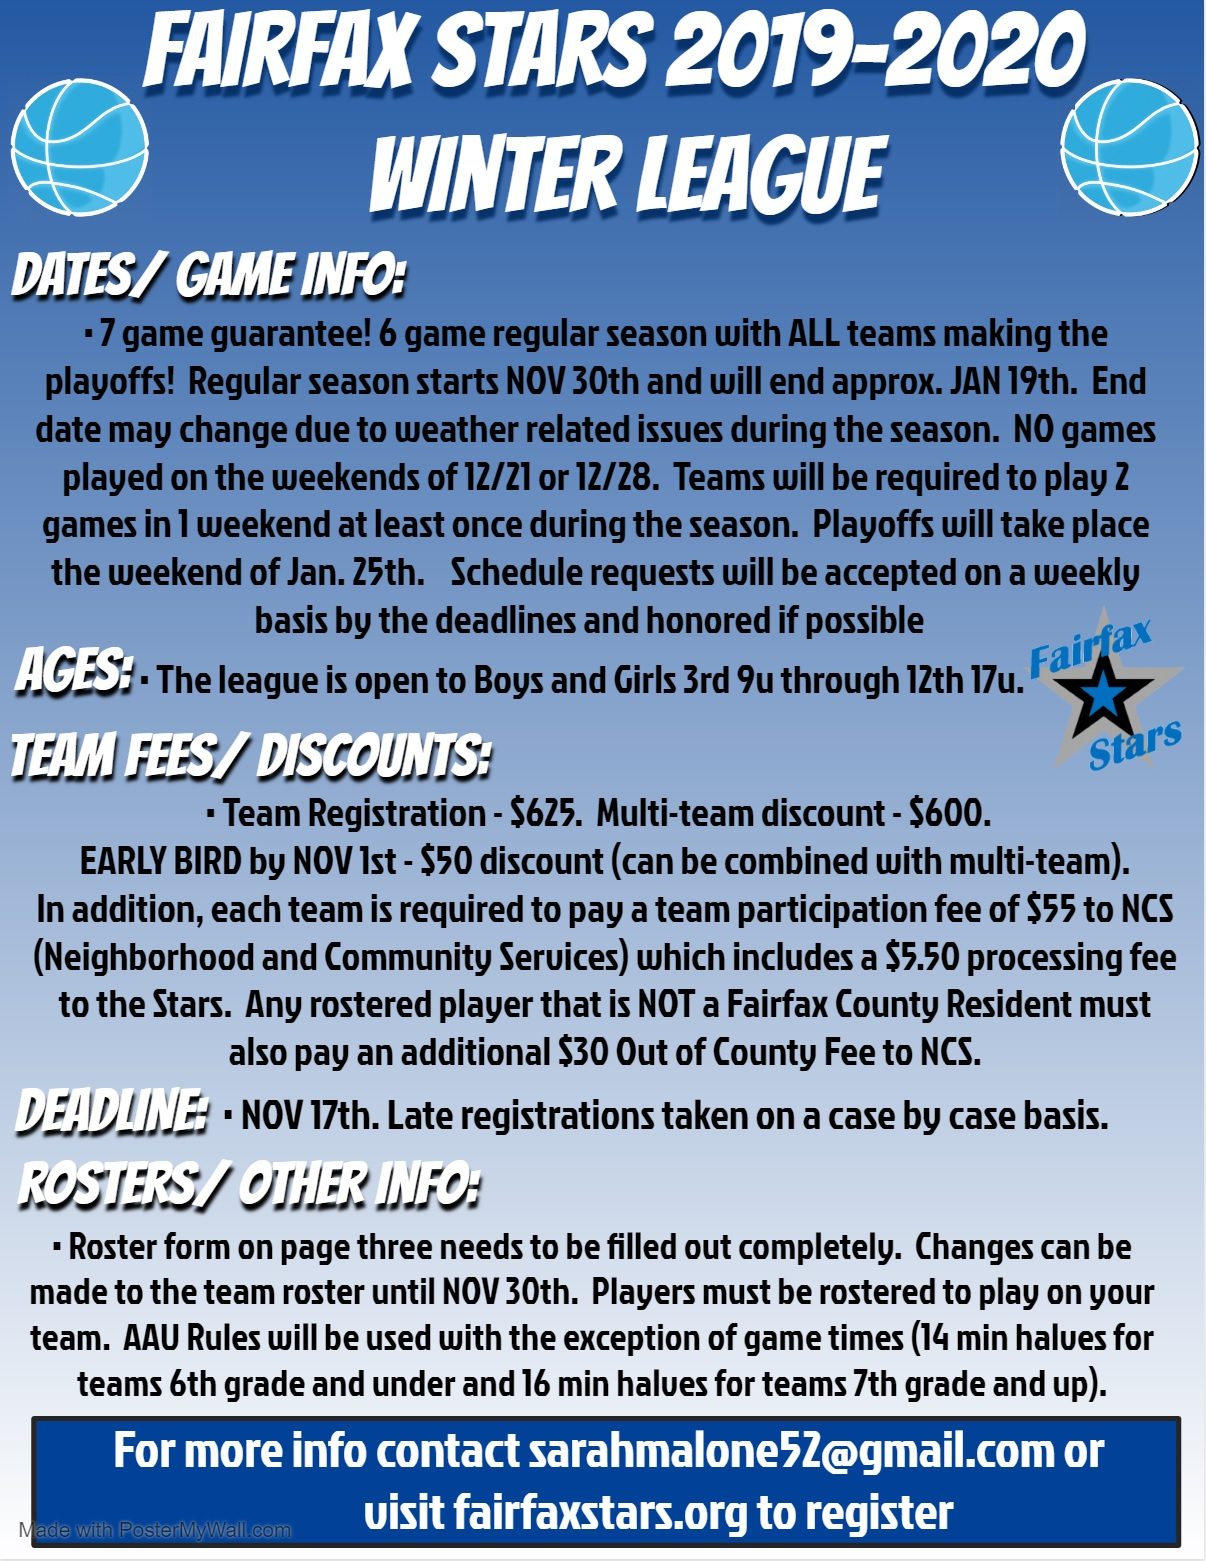 FAIRFAX STARS 2019-2020
WINTER LEAGUE
DATES/ GAME INFO:
• 7 game guarantee! 6 game regular season with ALL teams making the
playoffs!  Regular season starts NOV 30th and will end approx. JAN 19th.  End
date may change due to weather related issues during the season.  NO games
played on the weekends of 12/21 or 12/28.  Teams will be required to play 2
games in 1 weekend at least once during the season.  Playoffs will take place
the weekend of Jan. 25th.   Schedule requests will be accepted on a weekly
basis by the deadlines and honored if possible
AGES: • The league is open to Boys and Girls 3rd 9u through 12th 17u.
Fairfax
Stars
TEAM FEES/ DISCOUNTS:
• Team Registration - $625.  Multi-team discount - $600.
EARLY BIRD by NOV 1st - $50 discount (can be combined with multi-team).
In addition, each team is required to pay a team participation fee of $55 to NCS
(Neighborhood and Community Services) which includes a $5.50 processing fee
to the Stars.  Any rostered player that is NOT a Fairfax County Resident must
also pay an additional $30 Out of County Fee to NCS.
DEADLINE: • NOV 17th. Late registrations taken on a case by case basis.
ROSTERS/ OTHER INFO:
• Roster form on page three needs to be filled out completely.  Changes can be
made to the team roster until NOV 30th.  Players must be rostered to play on your
team.  AAU Rules will be used with the exception of game times (14 min halves for
teams 6th grade and under and 16 min halves for teams 7th grade and up).
For more info contact sarahmalone52@gmail.com or
visit fairfaxstars.org to register
Made with PosterMyWall.com